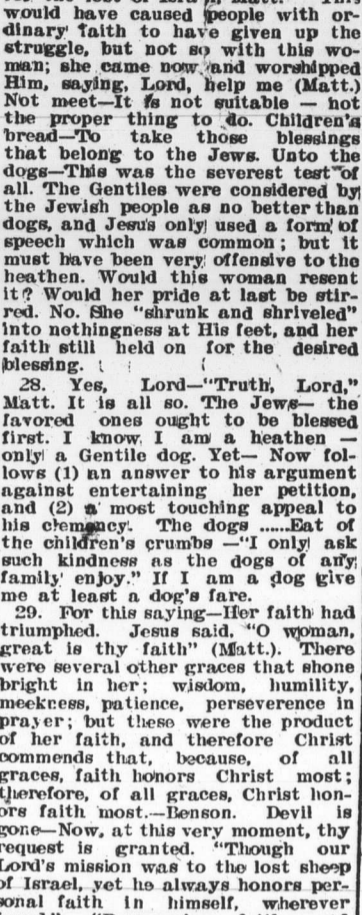 would have caused people with or-
dinary faith to have given up the
struggle, but not so with this wo-
man; she came now and worshipped
Him, saying, Lord, help me (Matt.)
Not meet—It is not suitable — not
the proper thing to do. Children's
bread—To take those blessings
that belong to the Jews. Unto the
dogs—This was the severest test of
all. The Gentiles were considered by
the Jewish people as no better than
dogs, and Jesus only used a form of
speech which was common; but it
must have been very offensive to the
heathen. Would this woman resent
it? Would her pride at last be stir-
red. No. She "shrunk and shriveled"
into nothingness at His feet, and her
faith still held on for the desired
blessing.
28. Yes, Lord—"Truth, Lord,"
Matt. It is all so. The Jews— the
favored ones ought to be blessed
first. I know I am a heathen —
only a Gentile dog. Yet— Now fol-
lows (1) an answer to his argument
against entertaining her petition,
and (2) a most touching appeal to
his clemency. The dogs ......Eat of
the children's crumbs —"I only ask
such kindness as the dogs of any
family enjoy." If I am a dog give
me at least a dog's fare.
29. For this saying—Her faith had
triumphed. Jesus said, "O woman,
great is thy faith" (Matt.). There
were several other graces that shone
bright in her; wisdom, humility,
meekness, patience, perseverence in
prayer; but these were the product
of her faith, and therefore Christ
commends that, because, of all
graces, faith honors Christ most;
therefore, of all graces, Christ hon-
ors faith most.—Benson. Devil is
gone—Now, at this very moment, thy
request is granted. "Though our
Lord's mission was to the lost sheep
of Israel, yet he always honors per-
sonal faith in himself, wherever